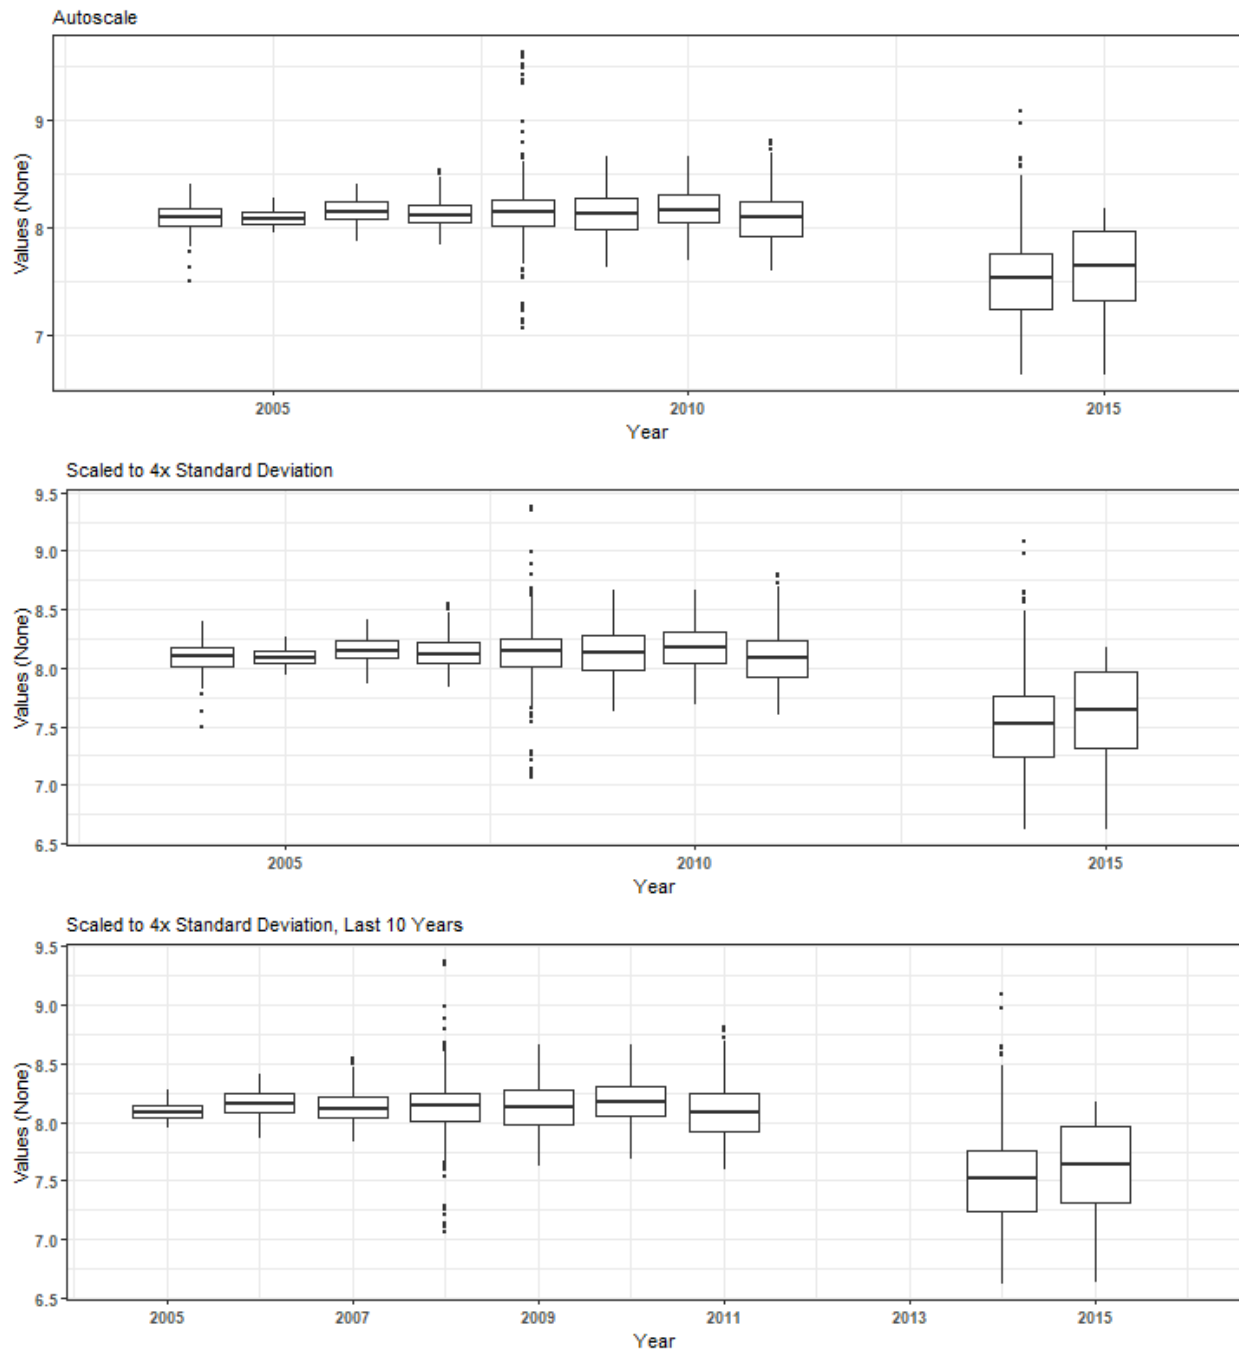 Autoscale
Values (None)
9
8
7
2005 2010 2015
Year
Scaled to 4x Standard Deviation
Values (None)
9.5
9.0
8.5
8.0
7.5
7.0
6.5
2005 2010 2015
Year
Scaled to 4x Standard Deviation, Last 10 Years
Values (None)
9.5
9.0
8.5
8.0
7.5
7.0
6.5
2005 2007 2009 2011 2013 2015
Year